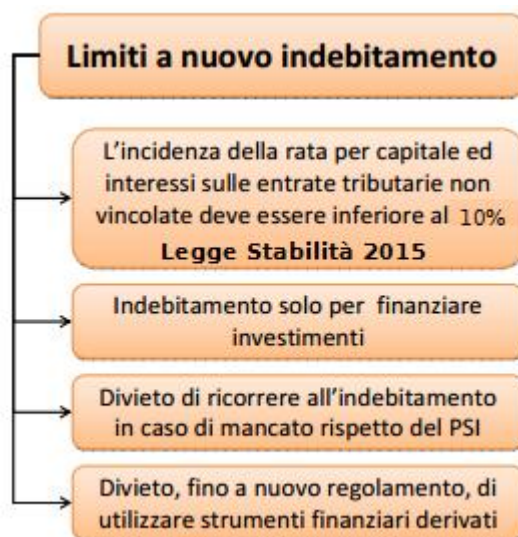 Limiti a nuovo indebitamento
L'incidenza della rata per capitale ed
interessi sulle entrate tributarie non
vincolate deve essere inferiore al 10%
Legge Stabilità 2015
Indebitamento solo per finanziare
investimenti
Divieto di ricorrere all'indebitamento
in caso di mancato rispetto del PSI
Divieto, fino a nuovo regolamento, di
utilizzare strumenti finanziari derivati